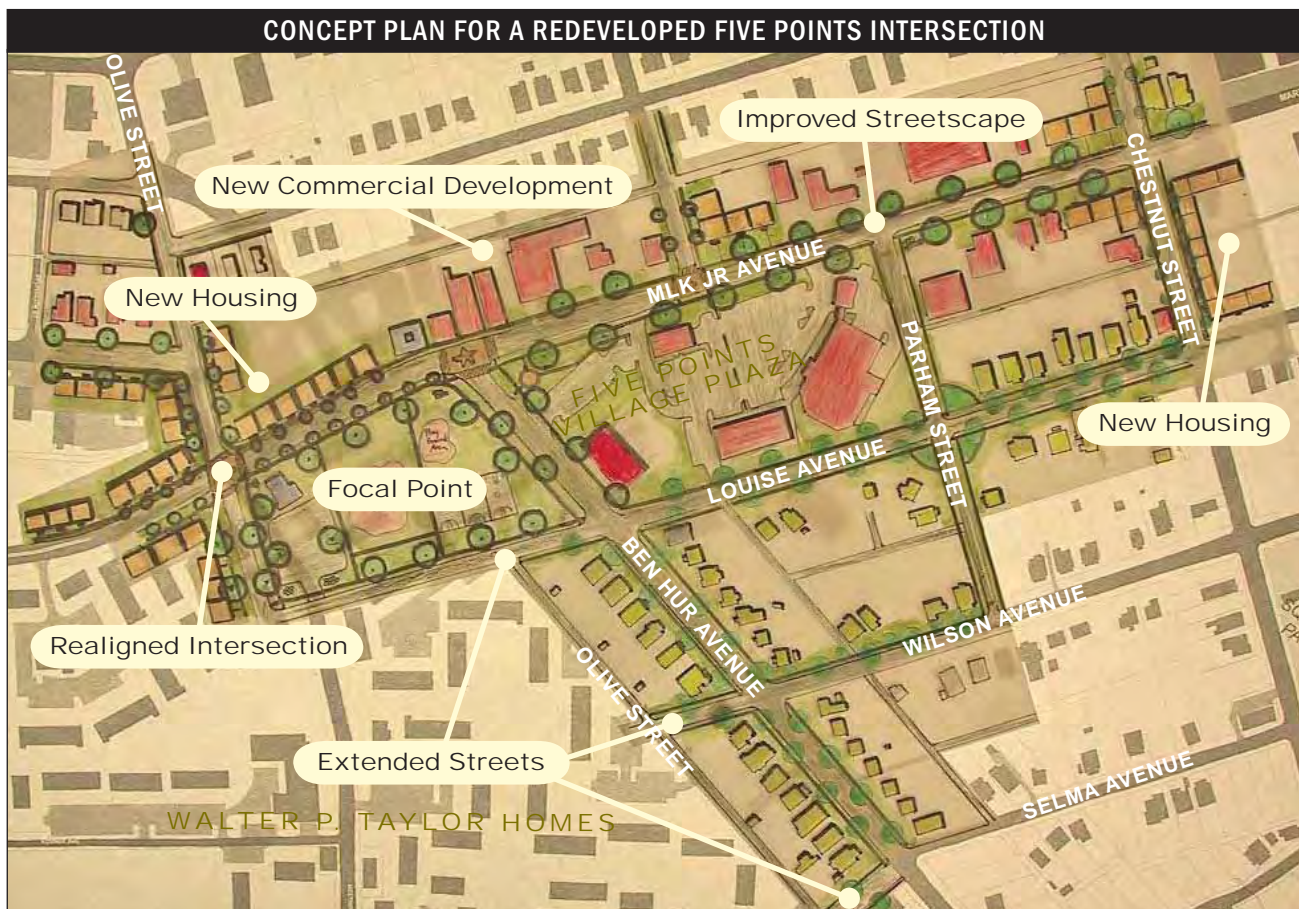 CONCEPT PLAN FOR A REDEVELOPED FIVE POINTS INTERSECTION
OLIVE STREET
Improved Streetscape
New Commercial Development
CHESTNUT STREET
MLK JR AVENUE
New Housing
PARHAM STREET
FIVE POINTS
VILLAGE PLAZA
New Housing
Focal Point
LOUISE AVENUE
BEN HUR AVENUE
WILSON AVENUE
Realigned Intersection
OLIVE STREET
Extended Streets
SELMA AVENUE
WALTER P. TAYLOR HOMES